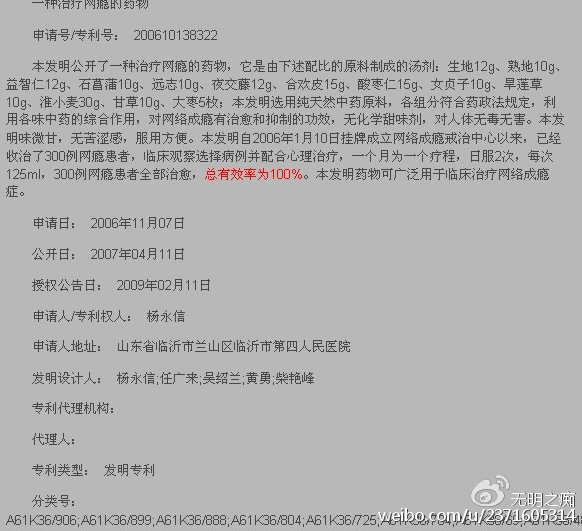 一种治疗网瘾的药物
申请号/专利号： 200610138322
本发明公开了一种治疗网瘾的药物，它是由下述配比的原料制成的汤剂：生地12g、熟地10g、
益智仁12g、石菖蒲10g、远志10g、夜交藤12g、合欢皮15g、酸枣仁15g、女贞子10g、旱莲草
10g、淮小麦30g、甘草10g、大枣5枚；本发明选用纯天然中药原料，各组分符合药政法规定，利
用各味中药的综合作用，对网络成瘾有治愈和抑制的功效，无化学甜味剂，对人体无毒无害。本发
明味微甘，无苦涩感，服用方便。本发明自2006年1月10日挂牌成立网络成瘾戒治中心以来，已经
收治了300例网瘾患者，临床观察选择病例并配合心理治疗，一个月为一个疗程，日服2次，每次
125ml，300例网瘾患者全部治愈，总有效率为100%。本发明药物可广泛用于临床治疗网络成瘾
症。
申请日： 2006年11月07日
公开日： 2007年04月11日
授权公告日： 2009年02月11日
申请人/专利权人： 杨永信
申请人地址： 山东省临沂市兰山区临沂市第四人民医院
发明设计人： 杨永信;任广来;吴绍兰;黄勇;柴艳峰
专利代理机构：
代理人：
专利类型： 发明专利
分类号：
A61K36/906;A61K36/899;A61K36/888;A61K36/804;A61K36/725
无明之网
weibo.com/u/2371605314